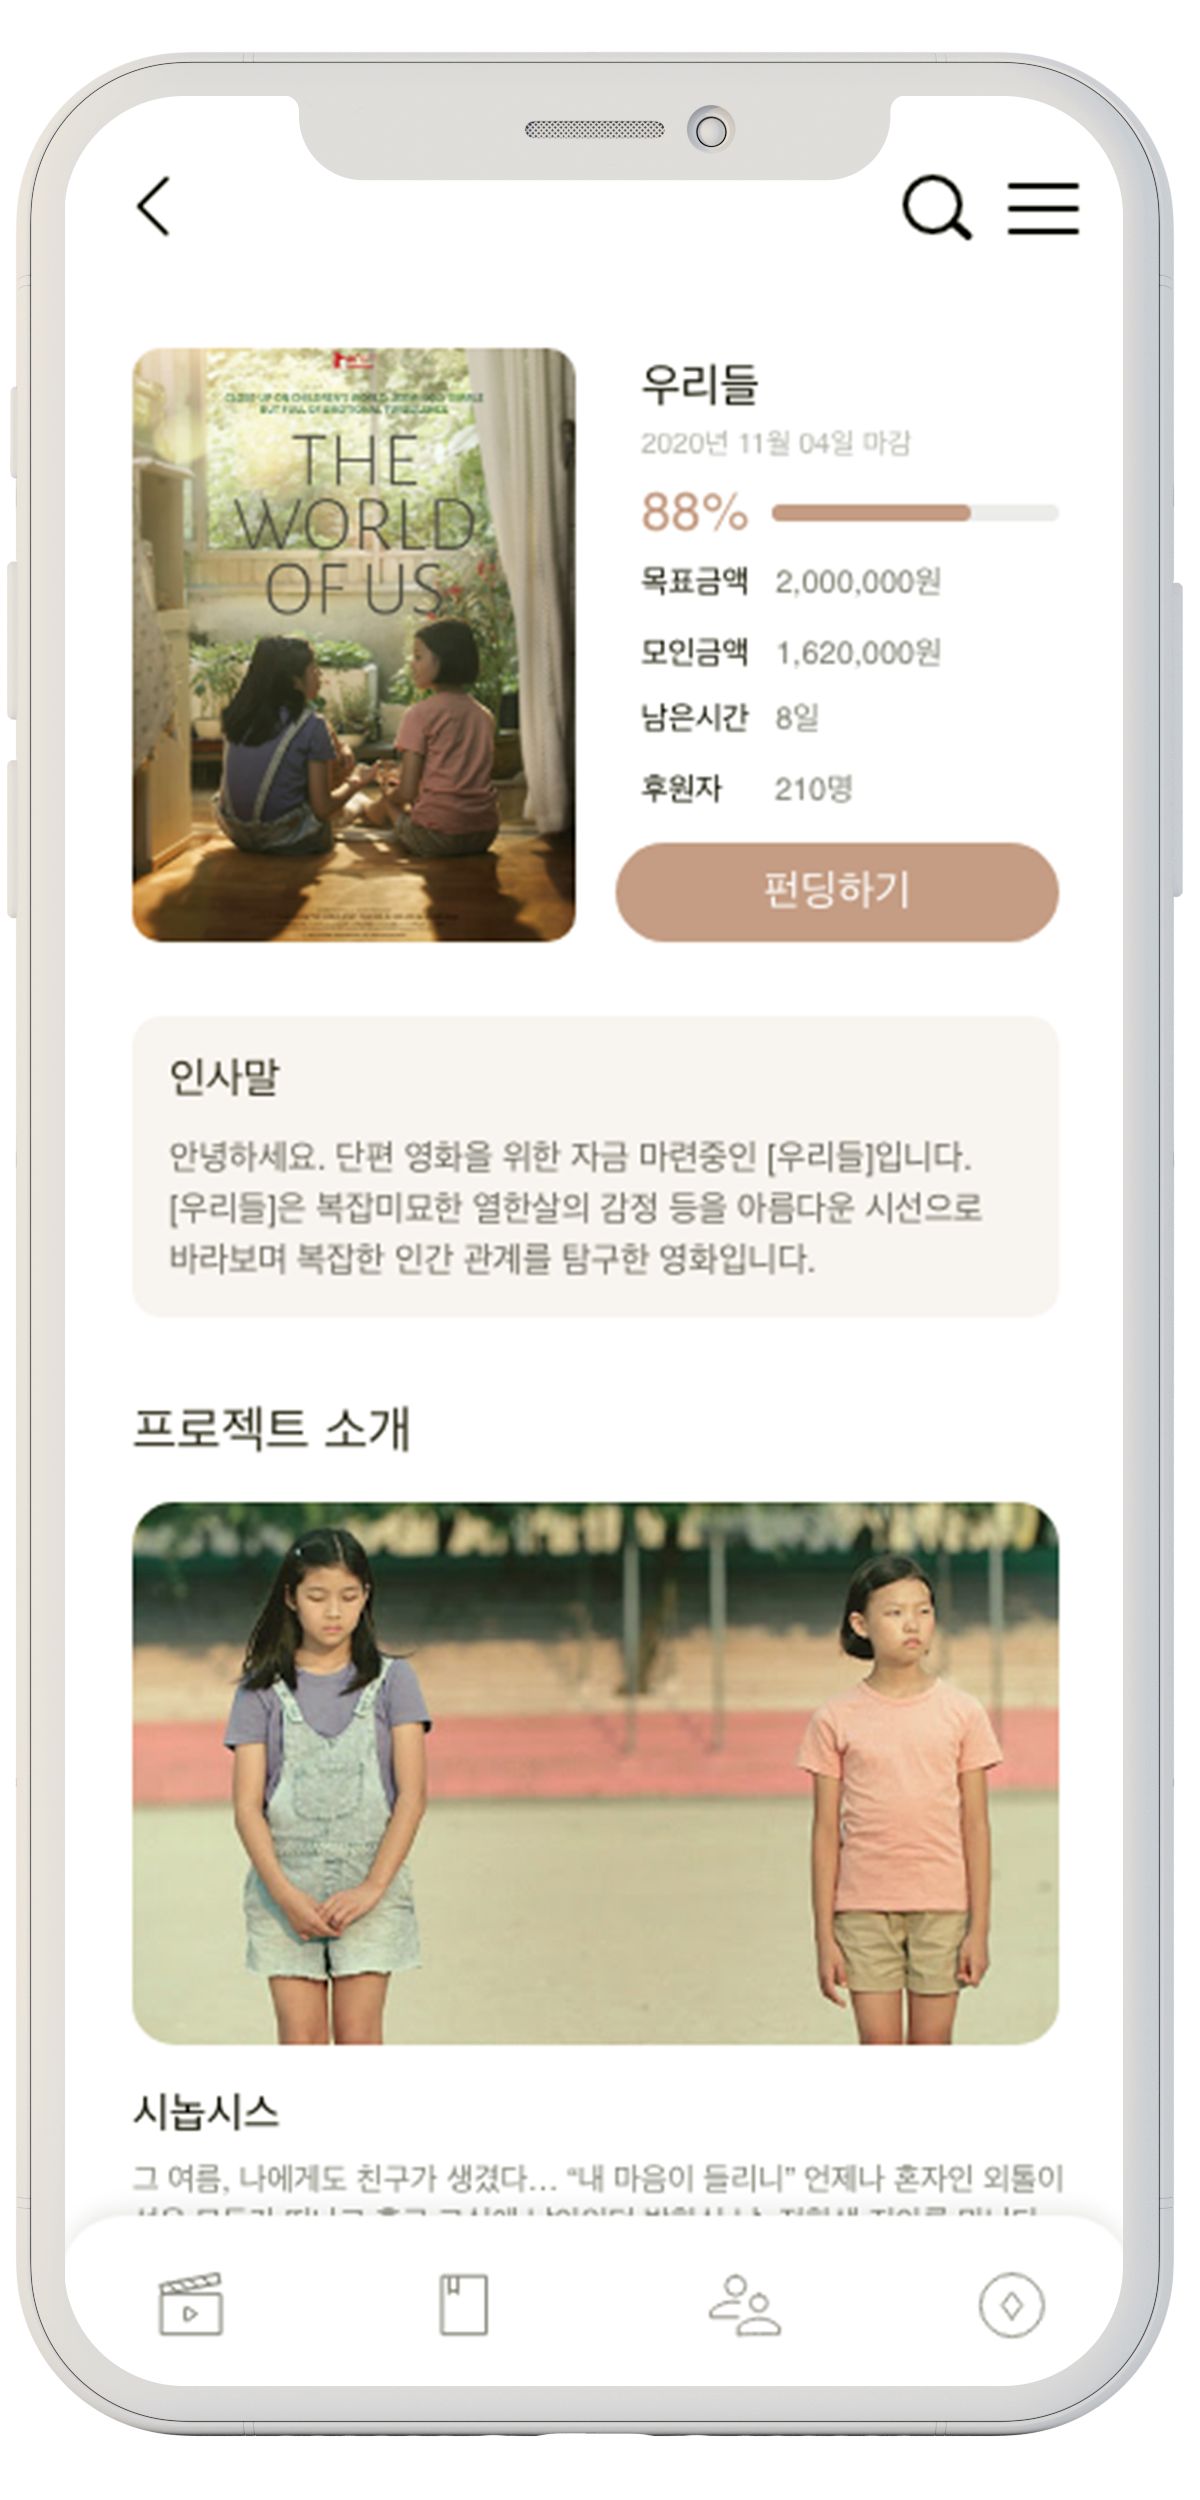 THE
WORLD
OF US
우리들
2020년 11월 04일 마감
88%
목표금액 2,000,000원
모인금액 1,620,000원
남은시간 8일
후원자 210명
펀딩하기
인사말
안녕하세요. 단편 영화을 위한 자금 마련중인 [우리들]입니다.
[우리들]은 복잡미묘한 열한살의 감정 등을 아름다운 시선으로
바라보며 복잡한 인간 관계를 탐구한 영화입니다.
프로젝트 소개
시놉시스
그 여름, 나에게도 친구가 생겼다… “내 마음이 들리니” 언제나 혼자인 외톨이